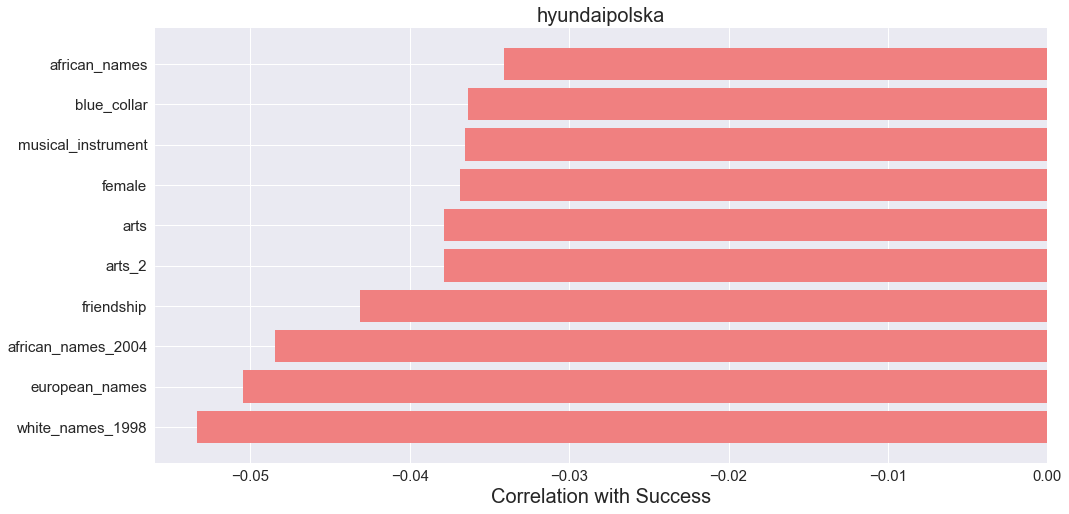 hyundaipolska
african_names
blue_collar
musical_instrument
female
arts
arts_2
friendship
african_names_2004
european_names
white_names_1998
−0.05 −0.04 −0.03 −0.02 −0.01 0.00
Correlation with Success